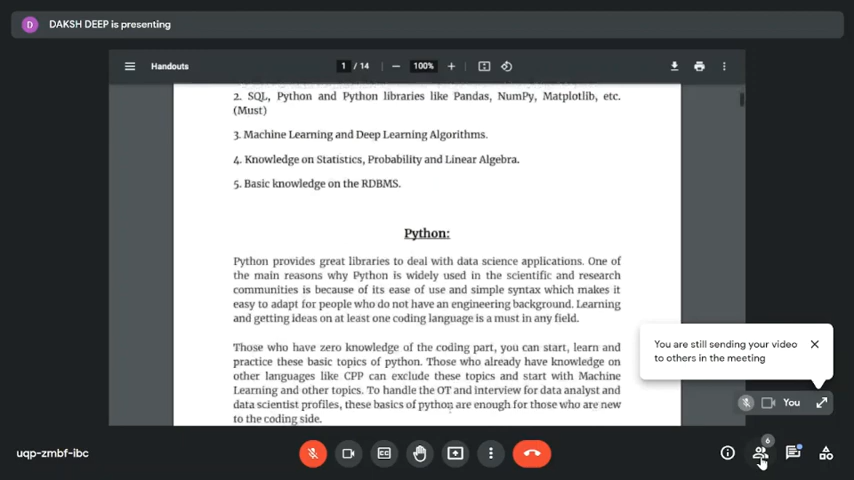 D DAKSH DEEP is presenting
Handouts 1 / 14 100%
2. SQL, Python and Python libraries like Pandas, NumPy, Matplotlib, etc.
(Must)
3. Machine Learning and Deep Learning Algorithms.
4. Knowledge on Statistics, Probability and Linear Algebra.
5. Basic knowledge on the RDBMS.
Python:
Python provides great libraries to deal with data science applications. One of
the main reasons why Python is widely used in the scientific and research
communities is because of its ease of use and simple syntax which makes it
easy to adapt for people who do not have an engineering background. Learning
and getting ideas on at least one coding language is a must in any field.
Those who have zero knowledge of the coding part, you can start, learn and
practice these basic topics of python. Those who already have knowledge on
other languages like CPP can exclude these topics and start with Machine
Learning and other topics. To handle the OT and interview for data analyst and
data scientist profiles, these basics of python are enough for those who are new
to the coding side.
You are still sending your video
to others in the meeting
You
uqp-zmbf-ibc
CC
6